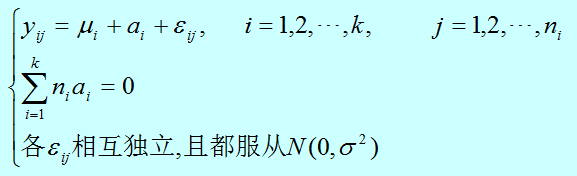 y_{ij} = μ_i + a_i + ε_{ij}, i = 1,2,⋯,k, j = 1,2,⋯,n_i
∑_{i=1}^{k} n_i a_i = 0
各ε_{ij}相互独立,且都服从N(0,σ²)